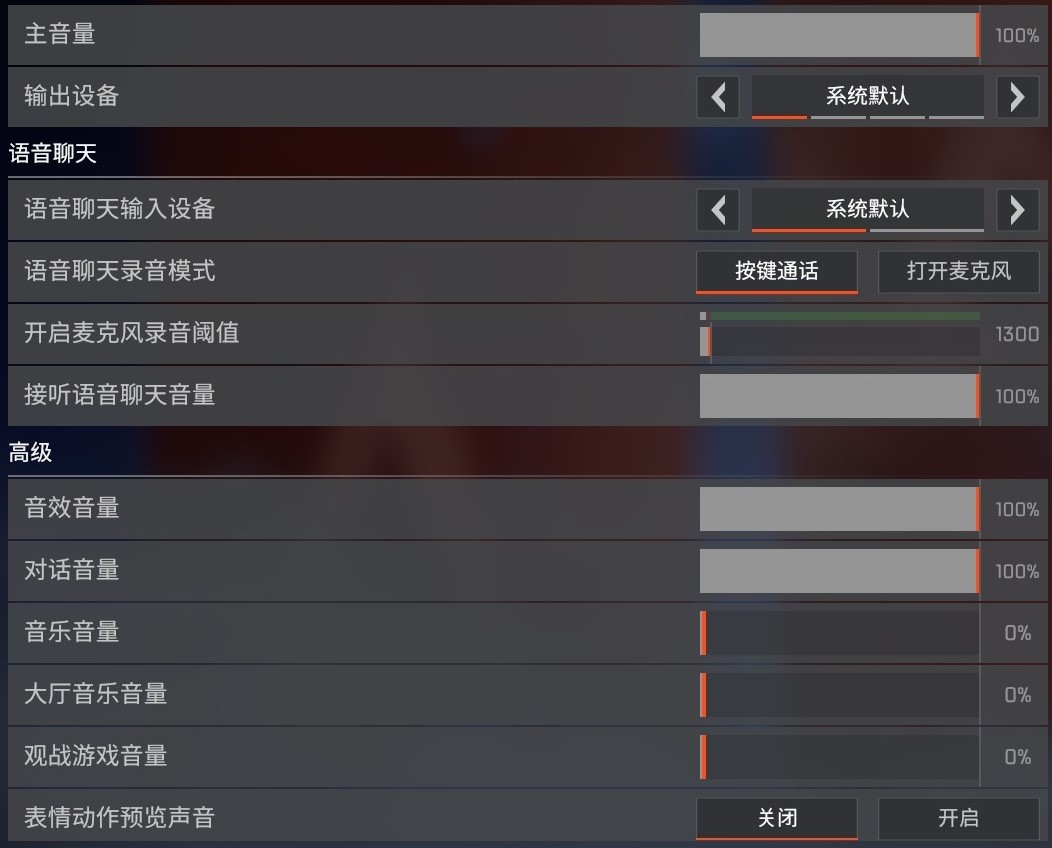 主音量 100%
输出设备 系统默认
语音聊天
语音聊天输入设备 系统默认
语音聊天录音模式 按键通话 打开麦克风
开启麦克风录音阈值 1300
接听语音聊天音量 100%
高级
音效音量 100%
对话音量 100%
音乐音量 0%
大厅音乐音量 0%
观战游戏音量 0%
表情动作预览声音 关闭 开启